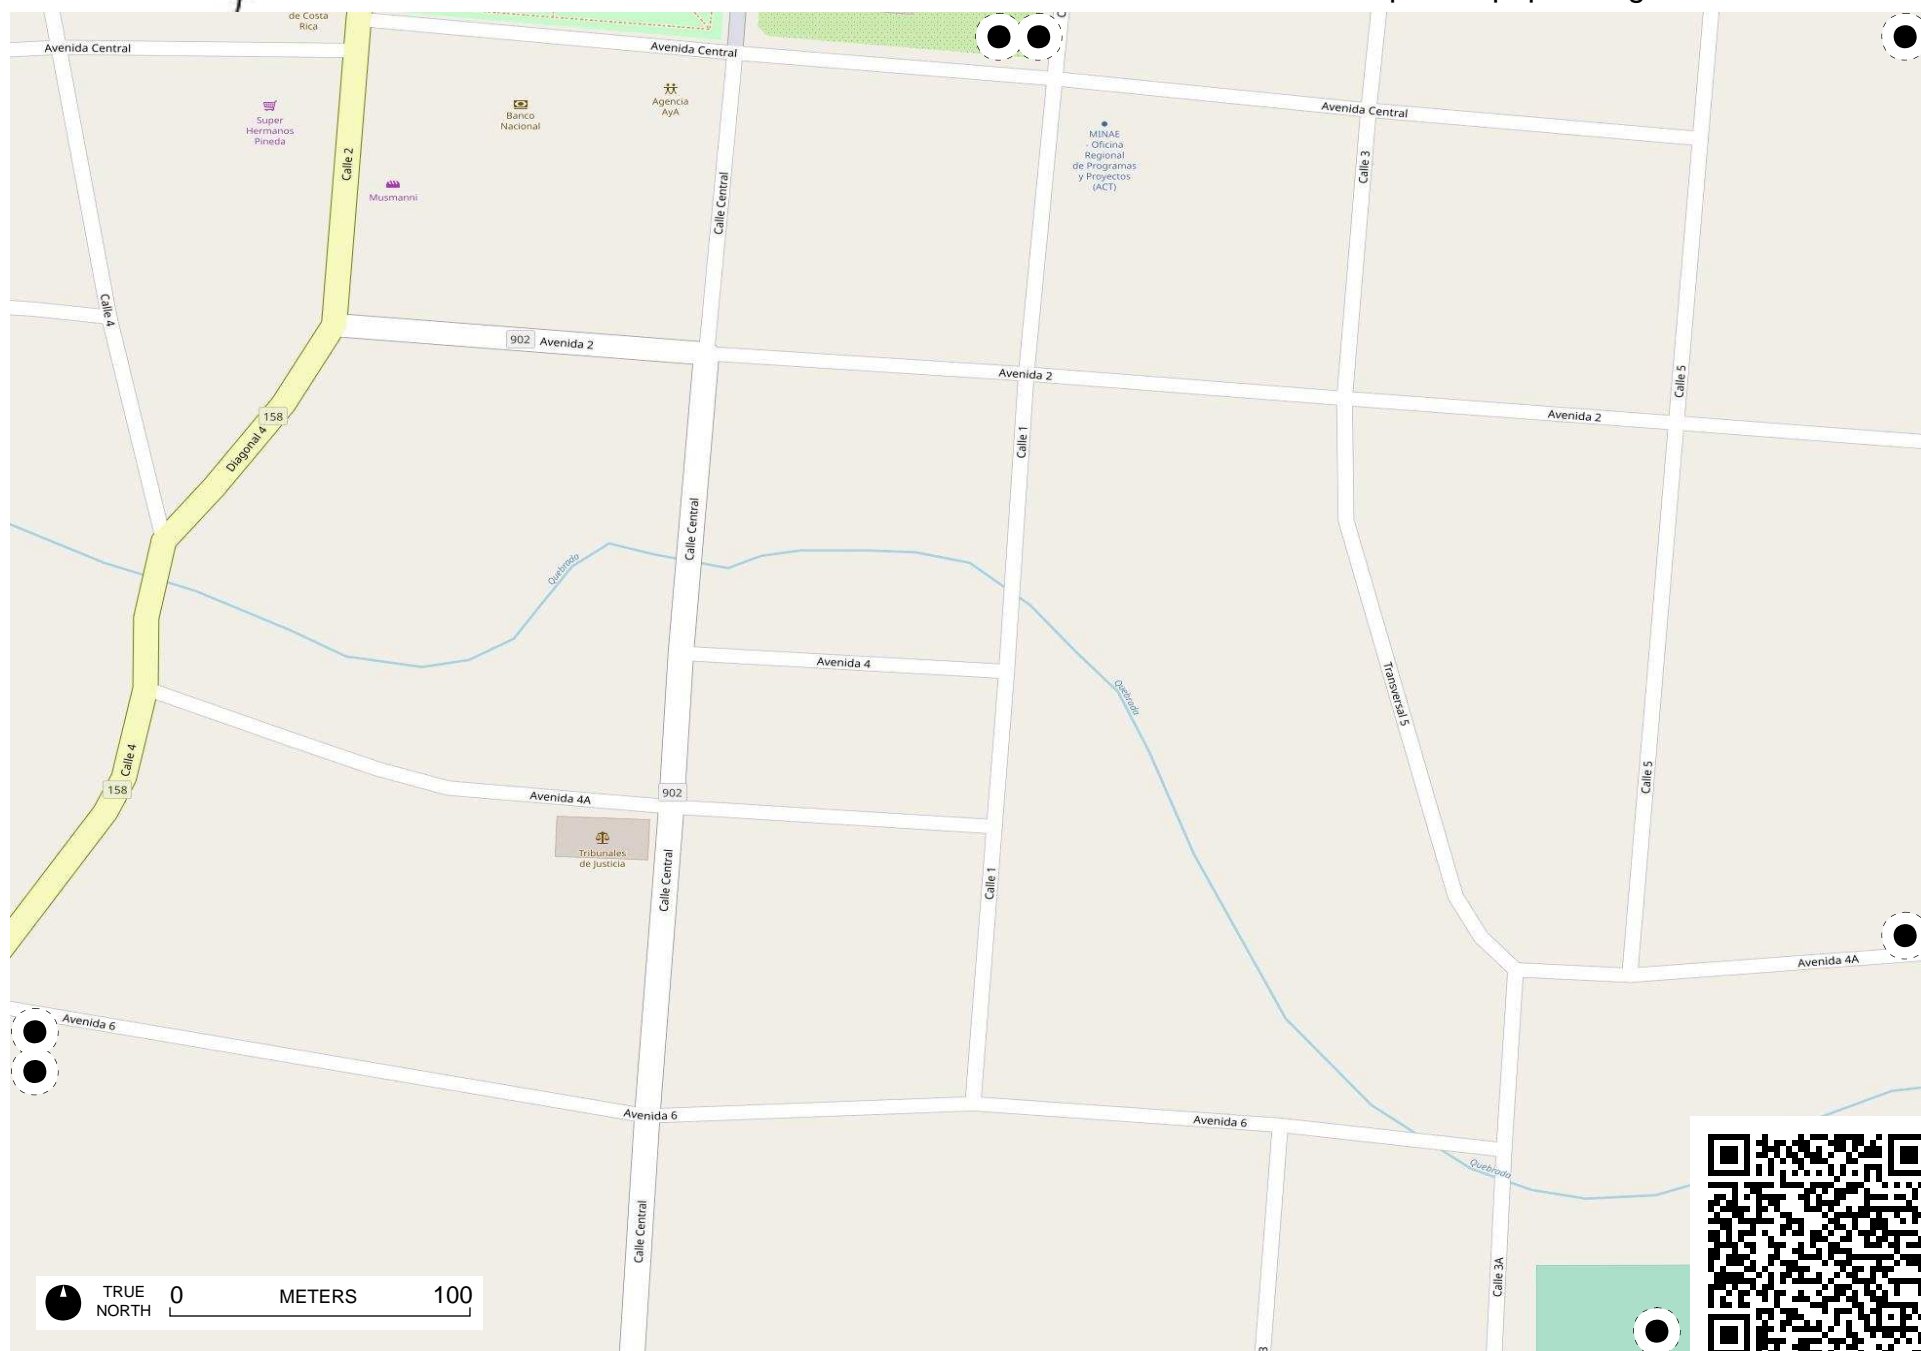 de Costa
Rica
Avenida Central
Avenida Central
Avenida Central
Super
Hermanos
Pineda
Banco
Nacional
Agencia
AyA
MINAE
- Oficina
Regional
de Programas
y Proyectos
(ACT)
Calle 2
Musmanni
Calle Central
Calle 3
Calle 4
902
Avenida 2
Avenida 2
Avenida 2
Calle 5
158
Diagonal 4
Calle 1
Calle Central
Quebrada
Avenida 4
Quebrada
Transversal 5
Calle 4
158
Avenida 4A
902
Calle 5
Tribunales
de Justicia
Calle Central
Calle 1
Avenida 4A
Avenida 6
Avenida 6
Avenida 6
Quebrada
Calle Central
Calle 3A
TRUE
NORTH
0
METERS
100